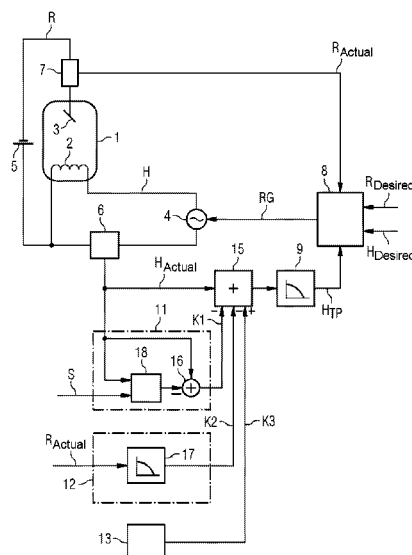 R
R_Actual
7
3
1
2
5
H
8
R_Desired
4
RG
6
H_Desired
15
9
H_Actual
+
H_TP
11
− − − +
K1
18
16
+
−
S
K2
K3
R_Actual
17
12
13